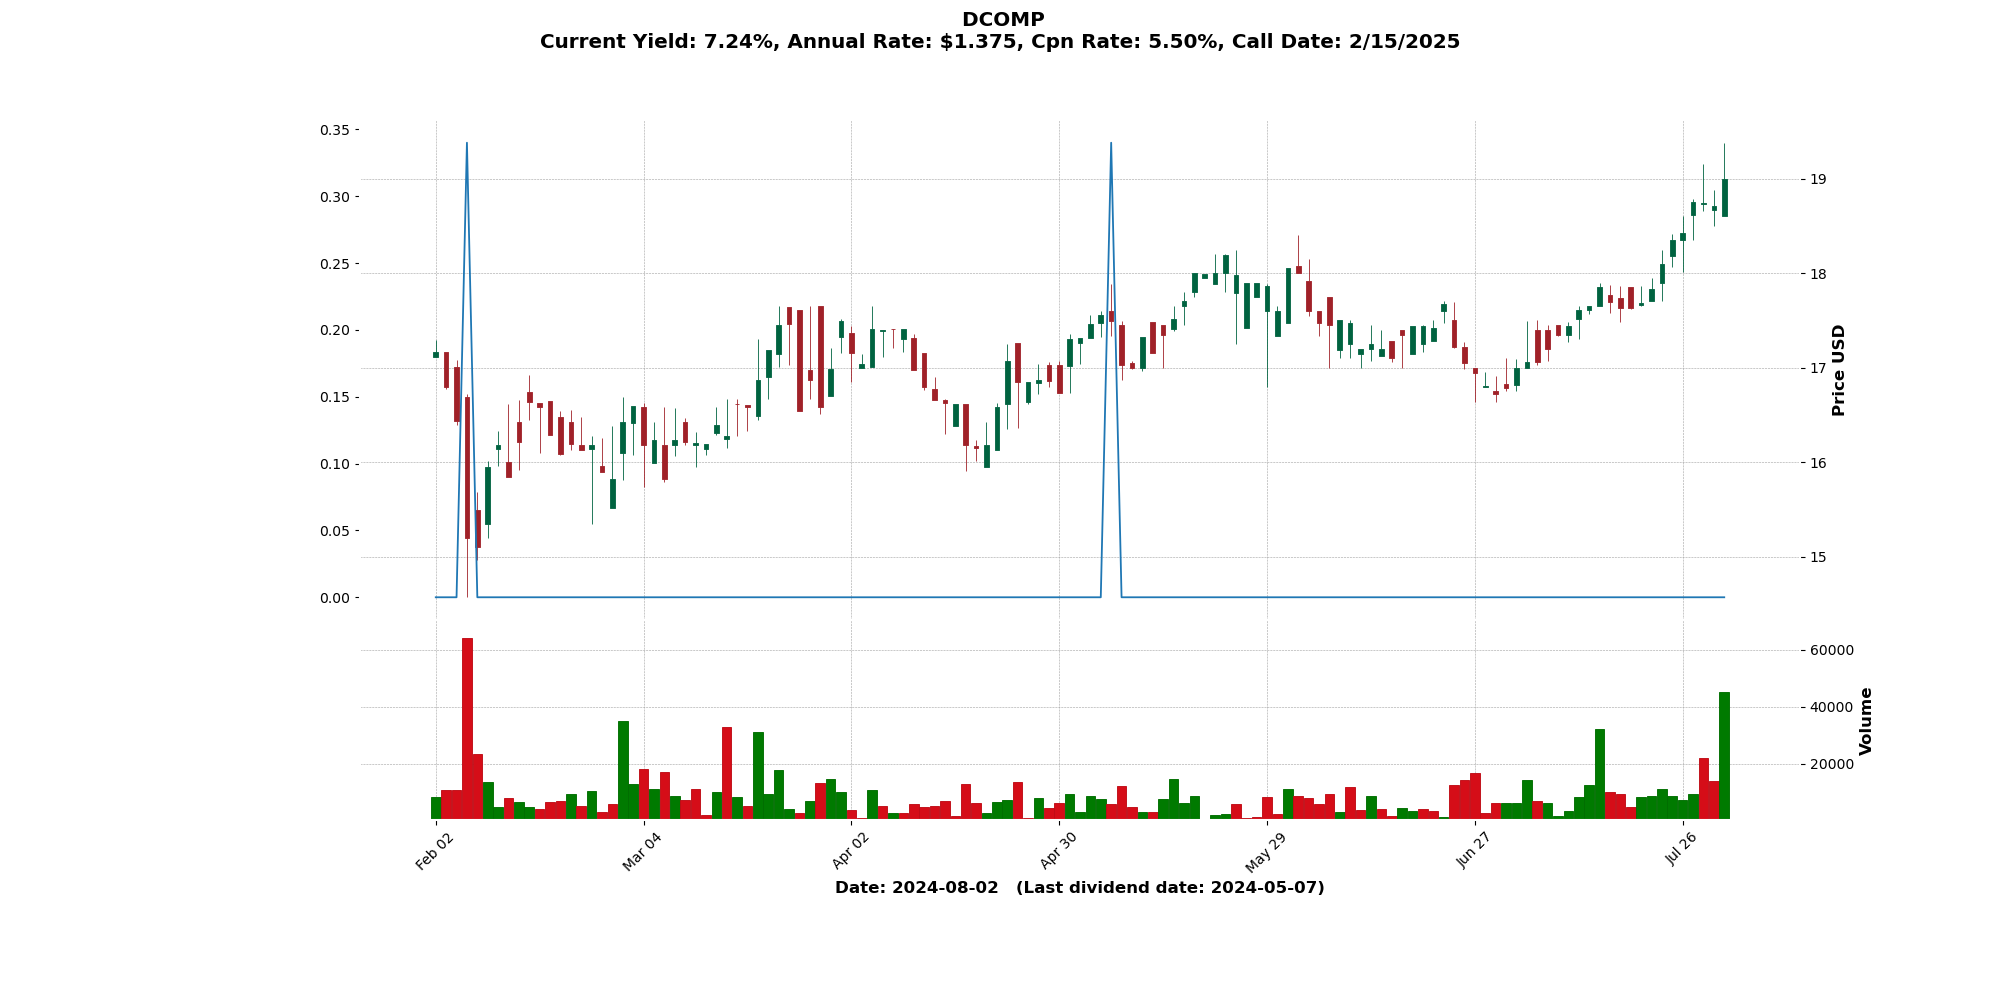 DCOMP
Current Yield: 7.24%, Annual Rate: $1.375, Cpn Rate: 5.50%, Call Date: 2/15/2025
0.35
0.30
0.25
0.20
0.15
0.10
0.05
0.00
19
18
17
16
15
Price USD
60000
40000
20000
Volume
Feb 02
Mar 04
Apr 02
Apr 30
May 29
Jun 27
Jul 26
Date: 2024-08-02 (Last dividend date: 2024-05-07)